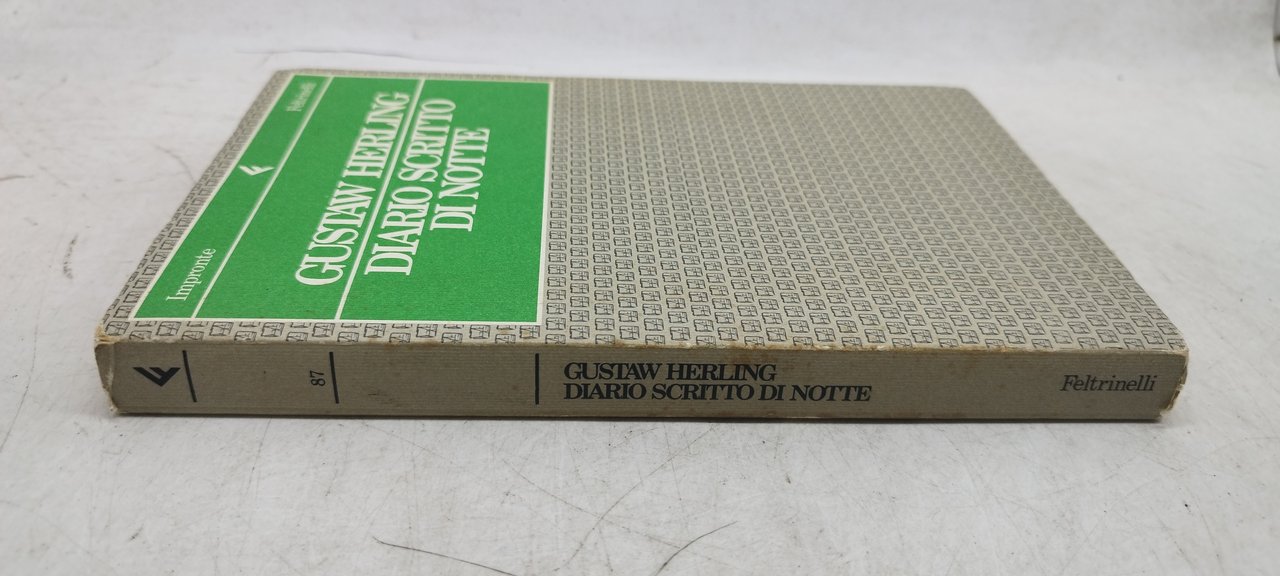 Impronte
Feltrinelli
GUSTAW HERLING
DIARIO SCRITTO
DI NOTTE
87
GUSTAW HERLING
DIARIO SCRITTO DI NOTTE
Feltrinelli